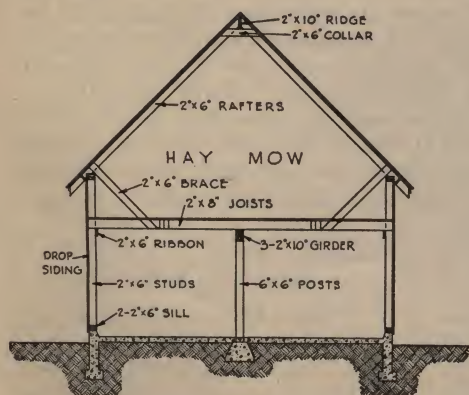 2"X10" RIDGE
2"X6" COLLAR
2"X6" RAFTERS
HAY MOW
2"X6" BRACE
2"X8" JOISTS
2"X6" RIBBON
3-2"X10" GIRDER
DROP
SIDING
2"X6" STUDS
6"X6" POSTS
2-2"X6" SILL